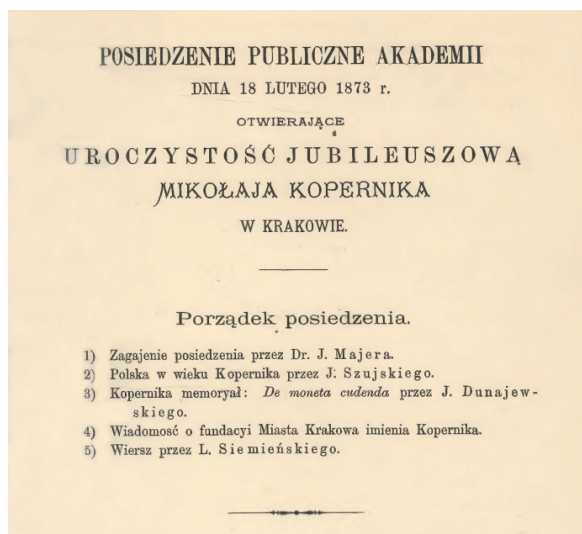 POSIEDZENIE PUBLICZNE AKADEMII
DNIA 18 LUTEGO 1873 r.
OTWIERAJĄCE
UROCZYSTOŚĆ JUBILEUSZOWĄ
MIKOŁAJA KOPERNIKA
W KRAKOWIE.
Porządek posiedzenia.
1) Zagajenie posiedzenia przez Dr. J. Majera.
2) Polska w wieku Kopernika przez J. Szujskiego.
3) Kopernika memoryał: De moneta cudenda przez J. Dunajew-
skiego.
4) Wiadomość o fundacyi Miasta Krakowa imienia Kopernika.
5) Wiersz przez L. Siemieńskiego.